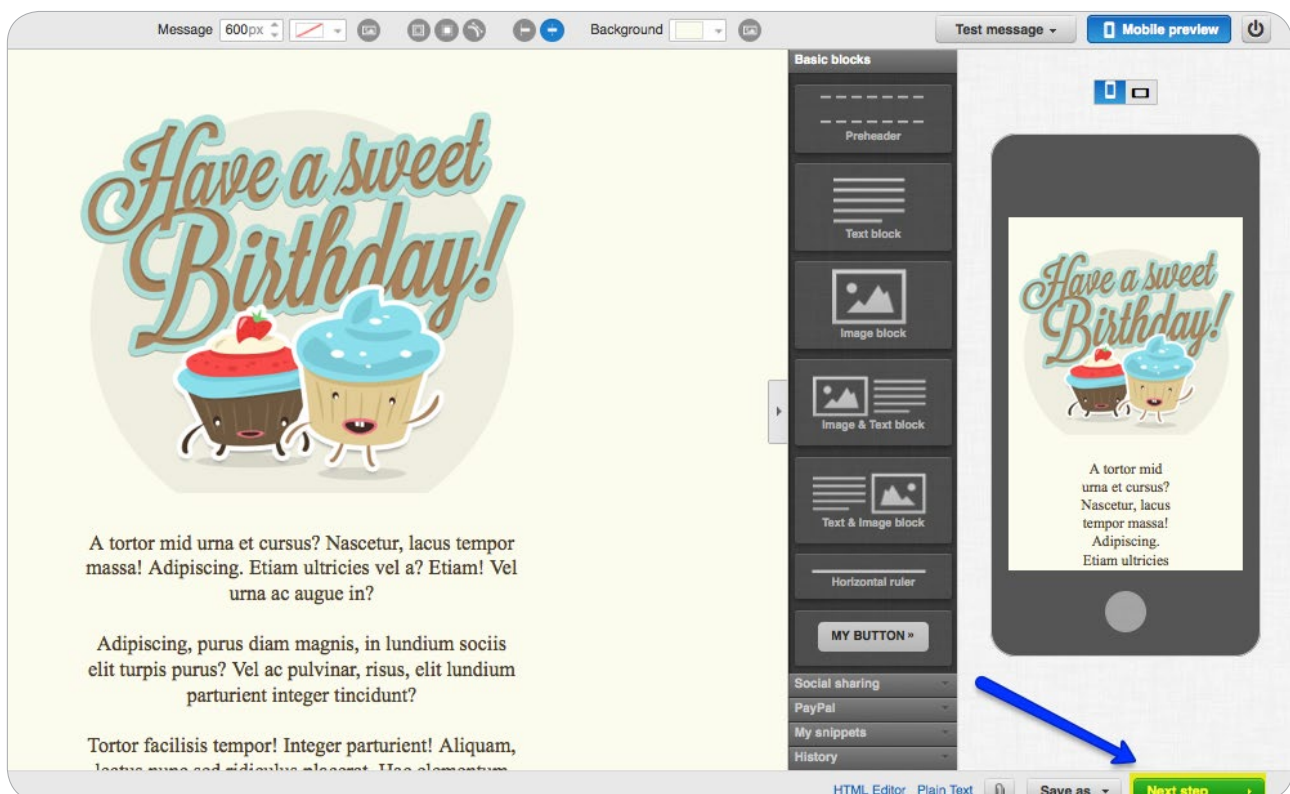 Message 600px Background Test message Mobile preview
Have a sweet
Birthday!
A tortor mid urna et cursus? Nascetur, lacus tempor
massa! Adipiscing. Etiam ultricies vel a? Etiam! Vel
urna ac augue in?
Adipiscing, purus diam magnis, in lundium sociis
elit turpis purus? Vel ac pulvinar, risus, elit lundium
parturient integer tincidunt?
Tortor facilisis tempor! Integer parturient! Aliquam,
Basic blocks
Preheader
Text block
Image block
Image & Text block
Text & Image block
Horizontal ruler
MY BUTTON »
Social sharing
PayPal
My snippets
History
Have a sweet
Birthday!
A tortor mid
urna et cursus?
Nascetur, lacus
tempor massa!
Adipiscing.
Etiam ultricies
HTML Editor Plain Text Save as Next step